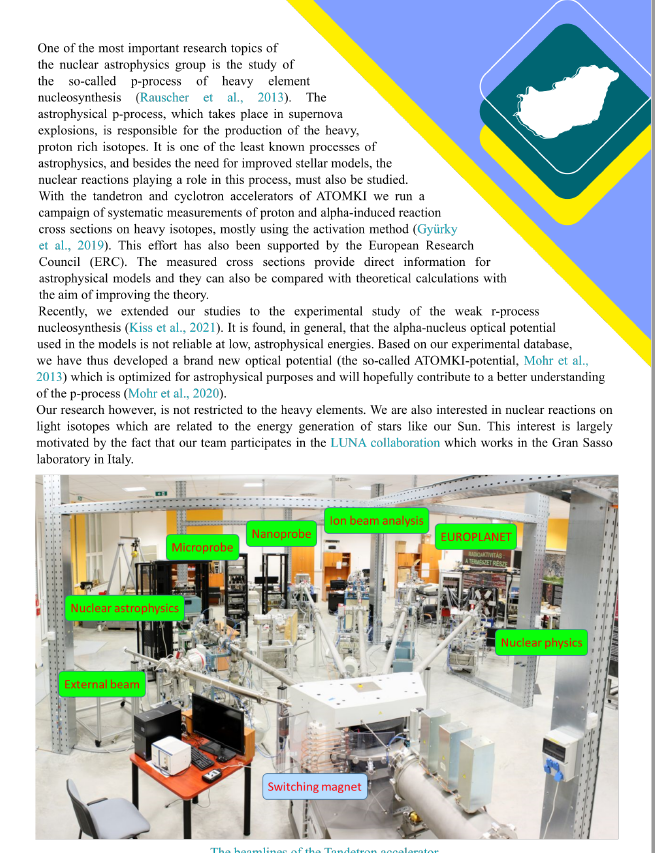 One of the most important research topics of
the nuclear astrophysics group is the study of
the so-called p-process of heavy element
nucleosynthesis (Rauscher et al., 2013). The
astrophysical p-process, which takes place in supernova
explosions, is responsible for the production of the heavy,
proton rich isotopes. It is one of the least known processes of
astrophysics, and besides the need for improved stellar models, the
nuclear reactions playing a role in this process, must also be studied.
With the tandetron and cyclotron accelerators of ATOMKI we run a
campaign of systematic measurements of proton and alpha-induced reaction
cross sections on heavy isotopes, mostly using the activation method (Gyürky
et al., 2019). This effort has also been supported by the European Research
Council (ERC). The measured cross sections provide direct information for
astrophysical models and they can also be compared with theoretical calculations with
the aim of improving the theory.
Recently, we extended our studies to the experimental study of the weak r-process
nucleosynthesis (Kiss et al., 2021). It is found, in general, that the alpha-nucleus optical potential
used in the models is not reliable at low, astrophysical energies. Based on our experimental database,
we have thus developed a brand new optical potential (the so-called ATOMKI-potential, Mohr et al.,
2013) which is optimized for astrophysical purposes and will hopefully contribute to a better understanding
of the p-process (Mohr et al., 2020).
Our research however, is not restricted to the heavy elements. We are also interested in nuclear reactions on
light isotopes which are related to the energy generation of stars like our Sun. This interest is largely
motivated by the fact that our team participates in the LUNA collaboration which works in the Gran Sasso
laboratory in Italy.
Ion beam analysis
Nanoprobe
EUROPLANET
Microprobe
RADIOAKTIVITÁS
A TERMÉSZET RÉSZE
Nuclear astrophysics
Nuclear physics
External beam
Switching magnet
The beamlines of the Tandetron accelerator